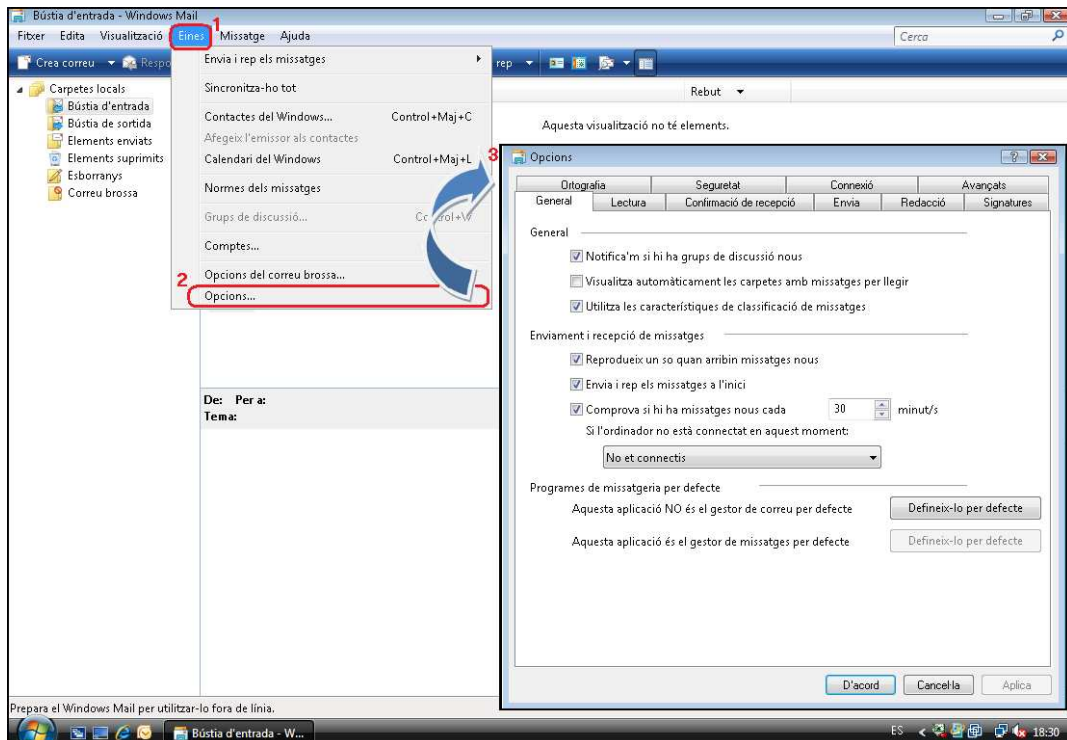 Bústia d'entrada - Windows Mail
1
Fitxer Edita Visualització Eines Missatge Ajuda
Cerca
Crea correu Respo
rep
Envia i rep els missatges
Sincronitza-ho tot
Contactes del Windows... Control+Maj+C
Afegeix l'emissor als contactes
Calendari del Windows Control+Maj+L
Normes dels missatges
Grups de discussió...
Comptes...
Opcions del correu brossa...
2
Opcions...
Carpetes locals
Bústia d'entrada
Bústia de sortida
Elements enviats
Elements suprimits
Esborranys
Correu brossa
Rebut
Aquesta visualització no té elements.
De: Per a:
Tema:
3
Opcions
Ortografia Seguretat Connexió Avançats
General Lectura Confirmació de recepció Envia Redacció Signatures
General
Notifica'm si hi ha grups de discussió nous
Visualitza automàticament les carpetes amb missatges per llegir
Utilitza les característiques de classificació de missatges
Enviament i recepció de missatges
Reprodueix un so quan arribin missatges nous
Envia i rep els missatges a l'inici
Comprova si hi ha missatges nous cada 30 minut/s
Si l'ordinador no està connectat en aquest moment:
No et connectis
Programes de missatgeria per defecte
Aquesta aplicació NO és el gestor de correu per defecte Defineix-lo per defecte
Aquesta aplicació és el gestor de missatges per defecte Defineix-lo per defecte
D'acord Cancel·la Aplica
Prepara el Windows Mail per utilitzar-lo fora de línia.
Bústia d'entrada - W...
ES 18:30